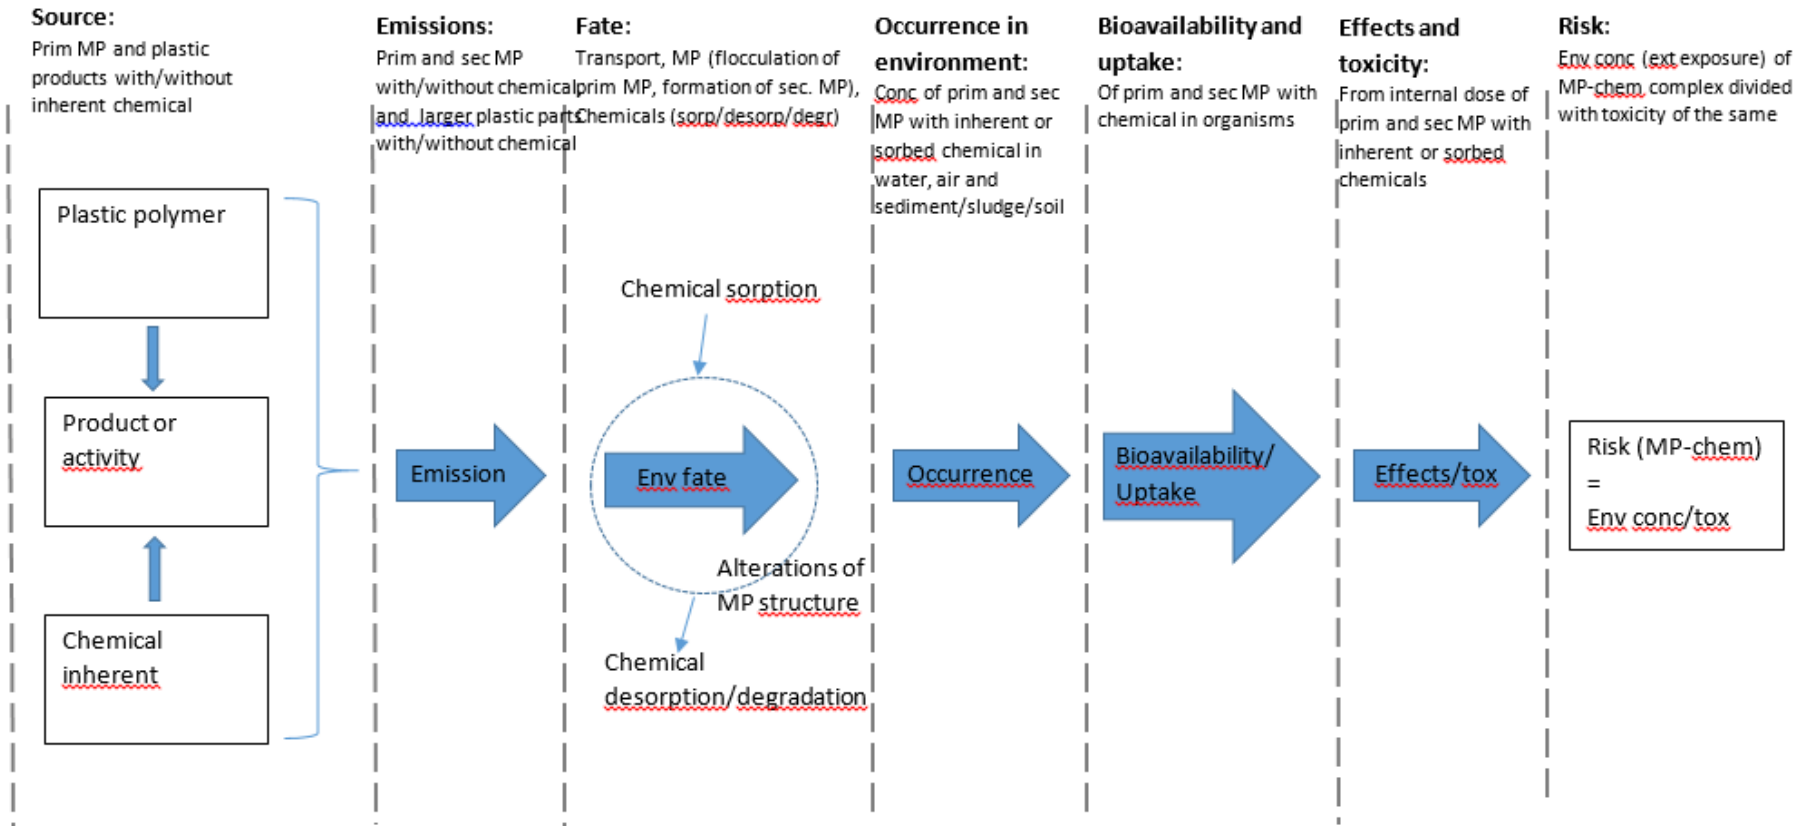 Source:
Prim MP and plastic
products with/without
inherent chemical
Emissions:
Prim and sec MP
with/without chemical,
and larger plastic parts
with/without chemical
Fate:
Transport, MP (flocculation of
prim MP, formation of sec. MP),
Chemicals (sorp/desorp/degr)
Occurrence in
environment:
Conc of prim and sec
MP with inherent or
sorbed chemical in
water, air and
sediment/sludge/soil
Bioavailability and
uptake:
Of prim and sec MP with
chemical in organisms
Effects and
toxicity:
From internal dose of
prim and sec MP with
inherent or sorbed
chemicals
Risk:
Env conc (ext exposure) of
MP-chem complex divided
with toxicity of the same
Plastic polymer
Product or
activity
Chemical
inherent
Emission
Chemical sorption
Env fate
Alterations of
MP structure
Chemical
desorption/degradation
Occurrence
Bioavailability/
Uptake
Effects/tox
Risk (MP-chem)
=
Env conc/tox